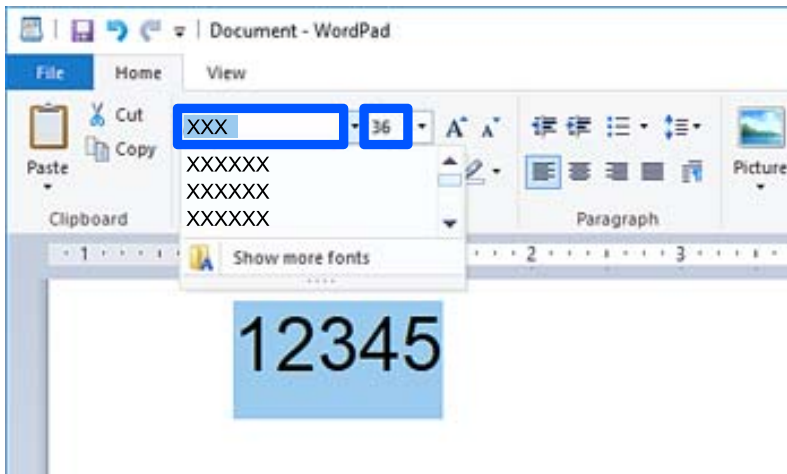 Document - WordPad
File Home View
Cut
Copy
Paste
Clipboard
XXX
36
A A
XXXXXX
XXXXXX
XXXXXX
Show more fonts
Paragraph
Picture
1 2 3
12345